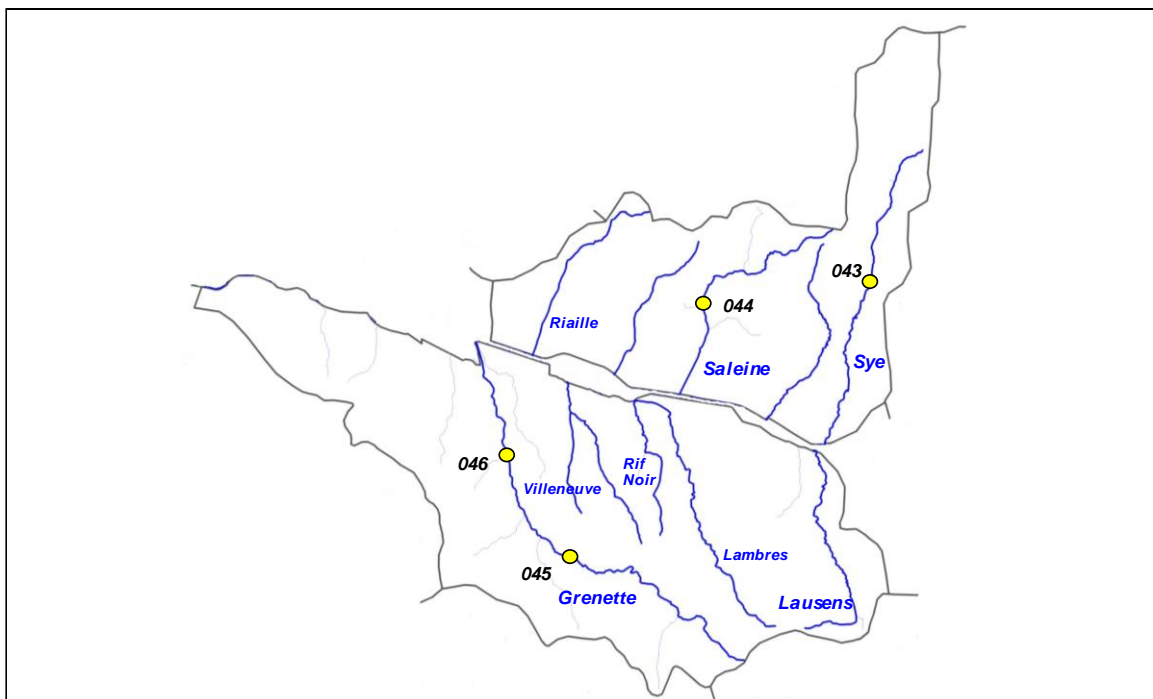 043
044
Riaille
Saleine
Sye
046
Villeneuve
Rif
Noir
045
Lambres
Grenette
Lausens